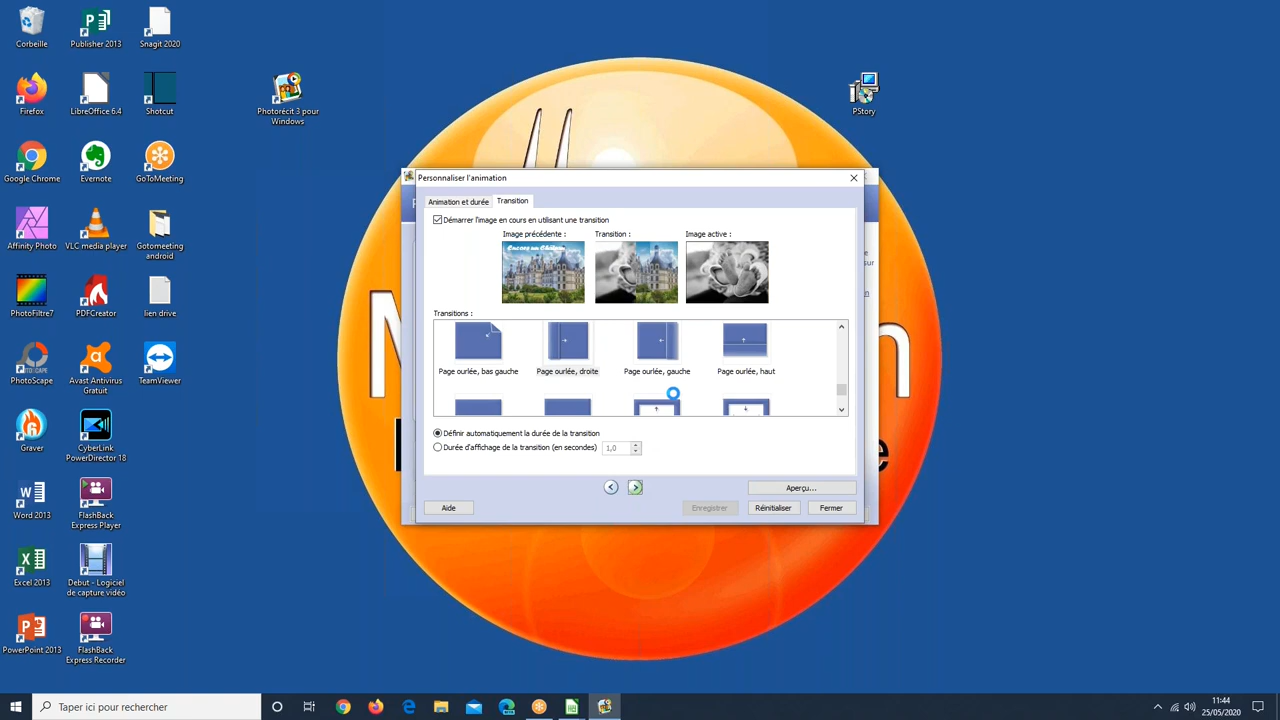 Corbeille
Publisher 2013
Snagit 2020
Firefox
LibreOffice 6.4
Shotcut
Photorécit 3 pour
Windows
PStory
Google Chrome
Evernote
GoToMeeting
Affinity Photo
VLC media player
Gotomeeting
android
PhotoFiltre7
PDFCreator
lien drive
PhotoScape
Avast Antivirus
Gratuit
TeamViewer
Graver
CyberLink
PowerDirector 18
Word 2013
FlashBack
Express Player
Excel 2013
Debut - Logiciel
de capture vidéo
PowerPoint 2013
FlashBack
Express Recorder
Personnaliser l'animation
Animation et durée
Transition
Démarrer l'image en cours en utilisant une transition
Image précédente :
Transition :
Image active :
Transitions :
Page ourlée, bas gauche
Page ourlée, droite
Page ourlée, gauche
Page ourlée, haut
Définir automatiquement la durée de la transition
Durée d'affichage de la transition (en secondes)
1,0
Aperçu...
Aide
Enregistrer
Réinitialiser
Fermer
Taper ici pour rechercher
11:44
25/05/2020